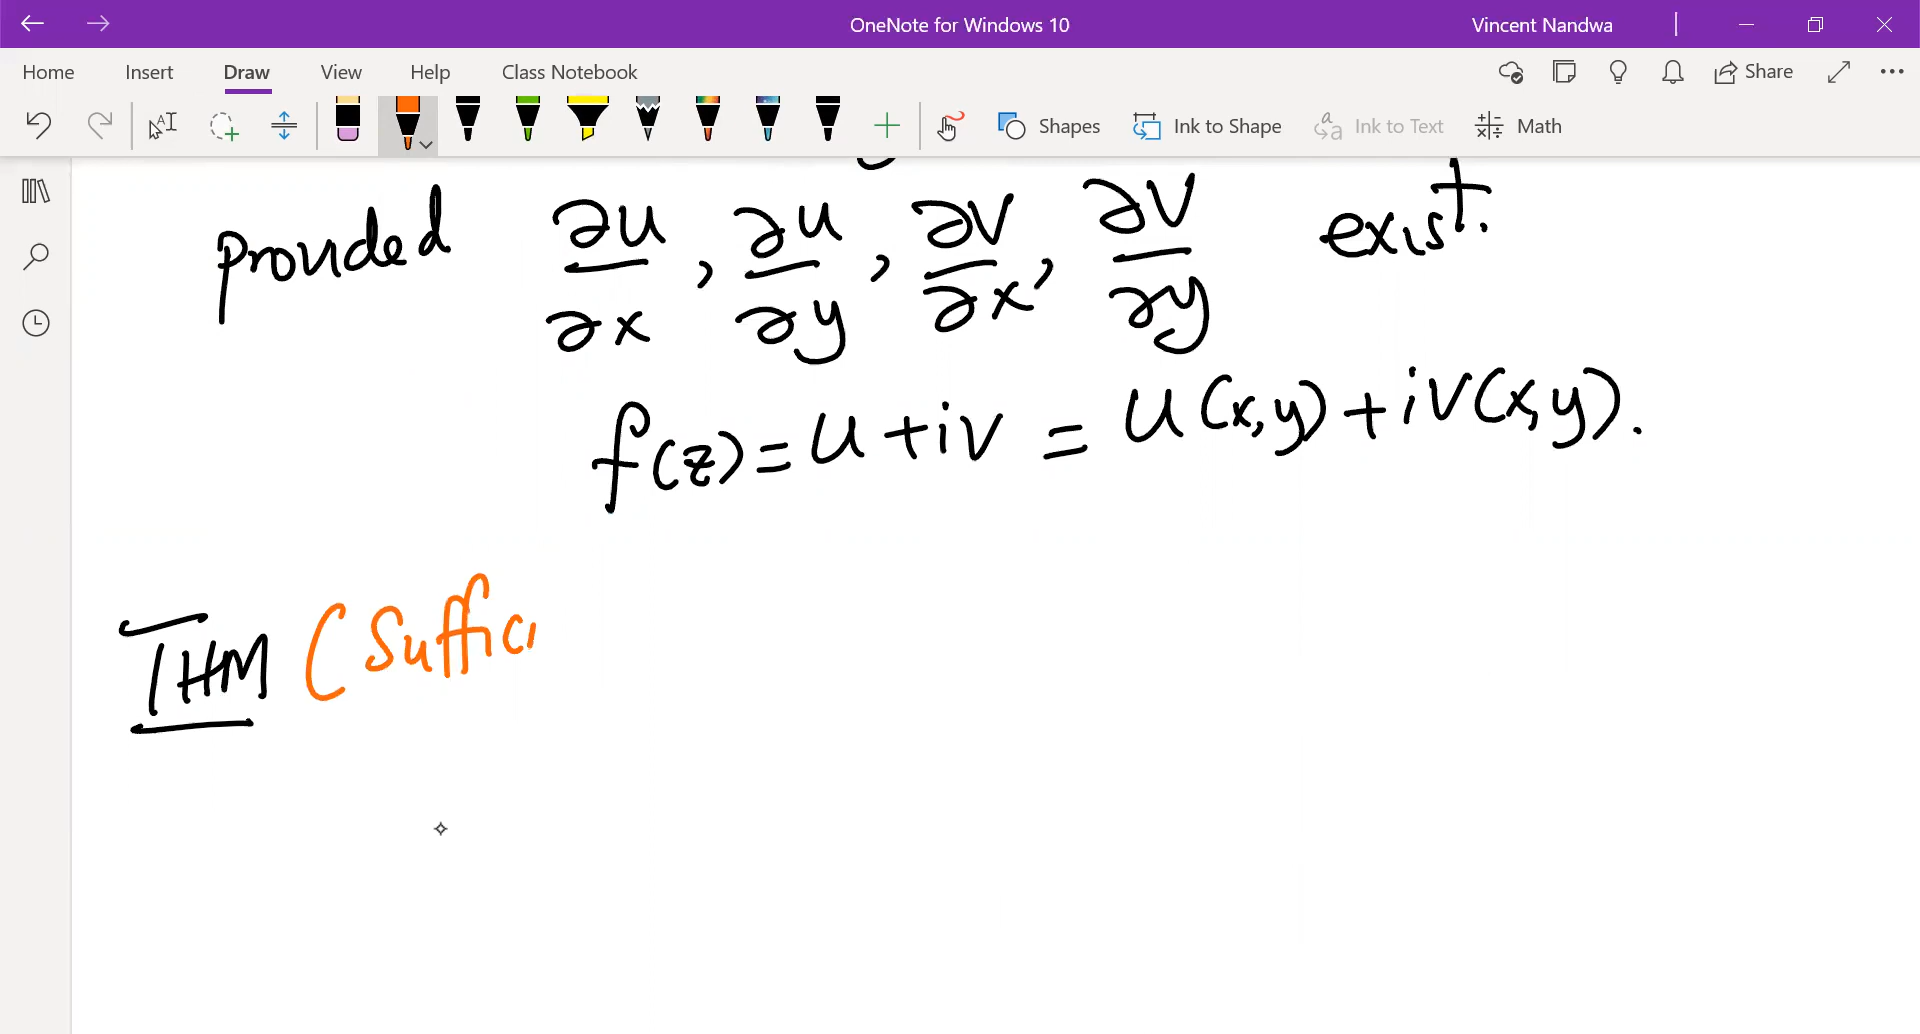 OneNote for Windows 10
Vincent Nandwa
Home Insert Draw View Help Class Notebook
Share
Shapes Ink to Shape Ink to Text Math
provided ∂u/∂x, ∂u/∂y, ∂v/∂x, ∂v/∂y exist.
f(z) = u + iv = u(x,y) + iv(x,y).
THM (Suffici